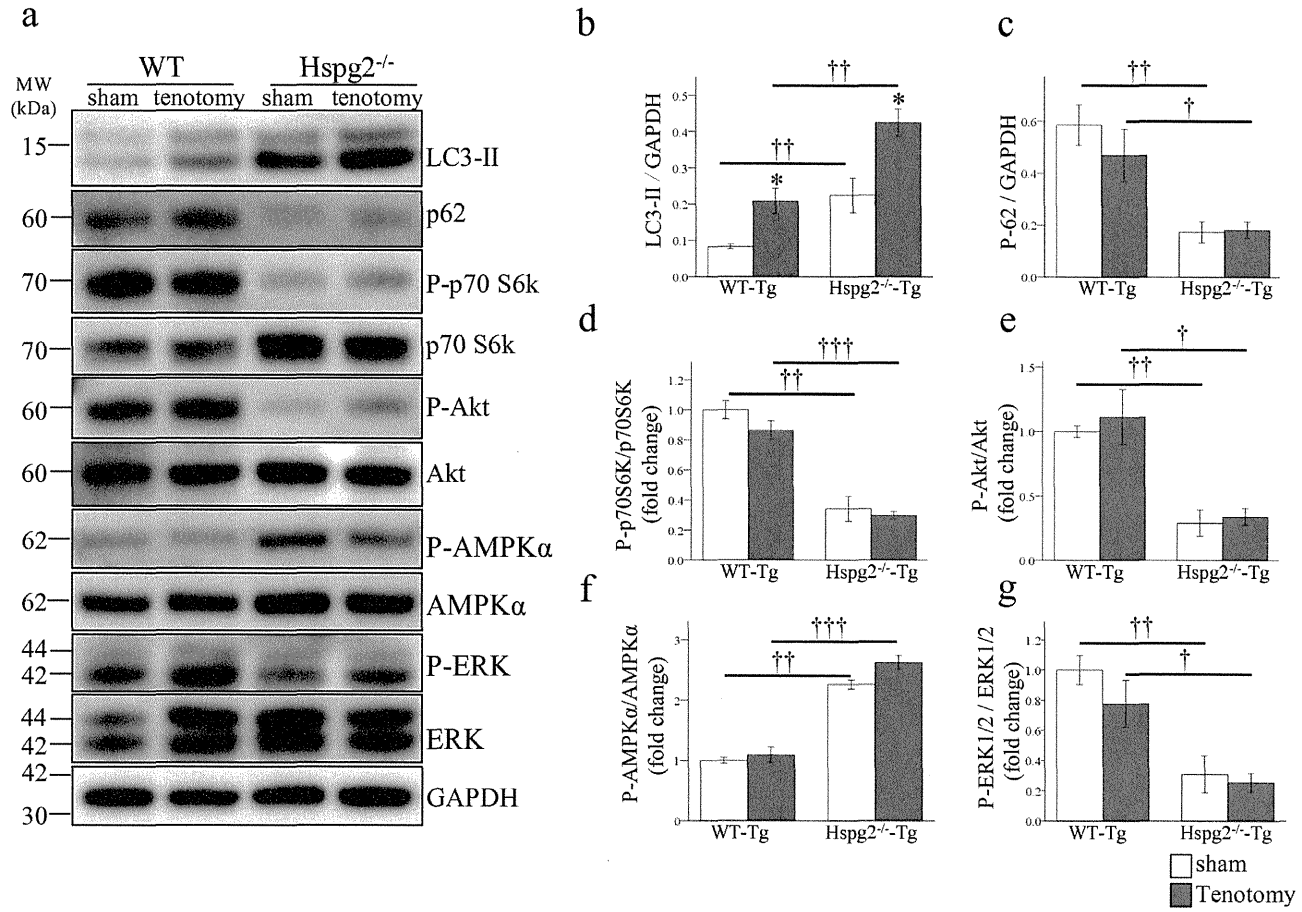 a
WT Hspg2-/-
MW
(kDa)
sham tenotomy sham tenotomy
15 LC3-II
60 p62
70 P-p70 S6k
70 p70 S6k
60 P-Akt
60 Akt
62 P-AMPKα
62 AMPKα
44
42 P-ERK
44
42 ERK
42
30 GAPDH
b
LC3-II / GAPDH
0.5
0.4
0.3
0.2
0.1
0.0
††
††
*
*
WT-Tg Hspg2-/--Tg
c
P-62 / GAPDH
0.6
0.4
0.2
0.0
††
†
WT-Tg Hspg2-/--Tg
d
P-p70S6K/p70S6K
(fold change)
1.2
1.0
0.8
0.6
0.4
0.2
0.0
†††
††
WT-Tg Hspg2-/--Tg
e
P-Akt/Akt
(fold change)
1.5
1.0
0.5
0.0
†
††
WT-Tg Hspg2-/--Tg
f
P-AMPKα/AMPKα
(fold change)
3
2
1
0
†††
††
WT-Tg Hspg2-/--Tg
g
P-ERK1/2 / ERK1/2
(fold change)
1.2
1.0
0.8
0.6
0.4
0.2
0.0
††
†
WT-Tg Hspg2-/--Tg
sham
Tenotomy